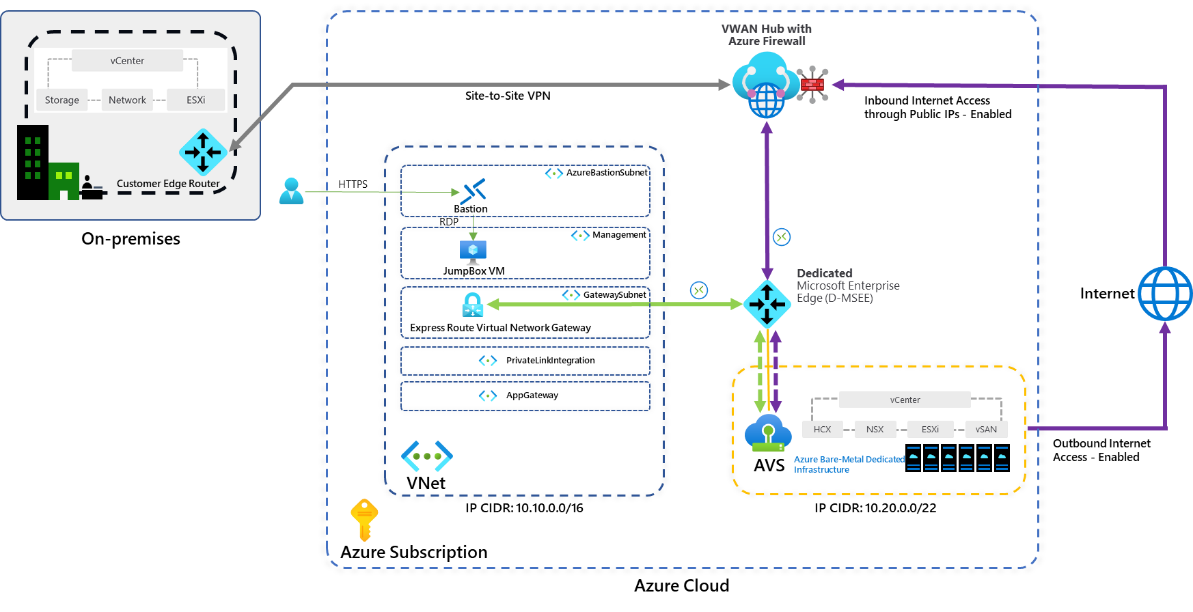 vCenter
Storage
Network
ESXi
Customer Edge Router
On-premises
Site-to-Site VPN
VWAN Hub with
Azure Firewall
Inbound Internet Access
through Public IPs - Enabled
HTTPS
AzureBastionSubnet
Bastion
RDP
Management
JumpBox VM
GatewaySubnet
Express Route Virtual Network Gateway
PrivateLinkIntegration
AppGateway
VNet
IP CIDR: 10.10.0.0/16
Dedicated
Microsoft Enterprise
Edge (D-MSEE)
Internet
vCenter
HCX
NSX
ESXi
vSAN
AVS
Azure Bare-Metal Dedicated
Infrastructure
IP CIDR: 10.20.0.0/22
Outbound Internet
Access - Enabled
Azure Subscription
Azure Cloud